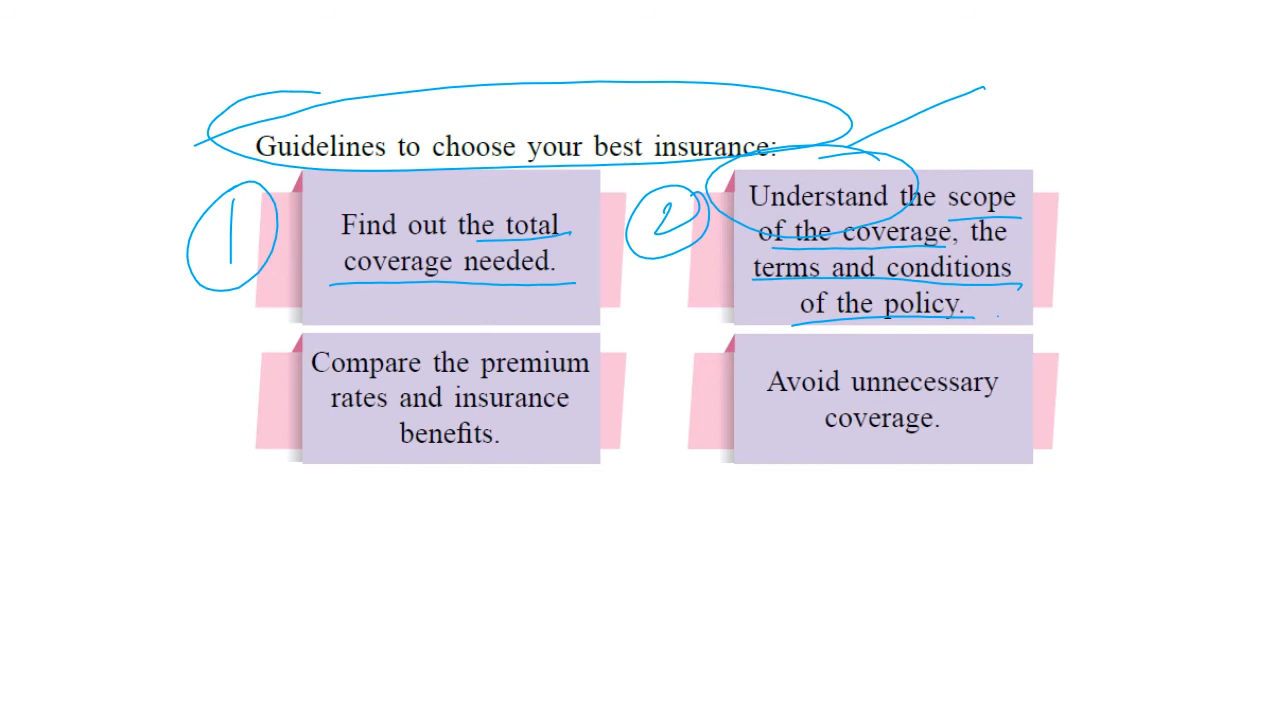 Guidelines to choose your best insurance:
1
Find out the total
coverage needed.
2
Understand the scope
of the coverage, the
terms and conditions
of the policy.
Compare the premium
rates and insurance
benefits.
Avoid unnecessary
coverage.